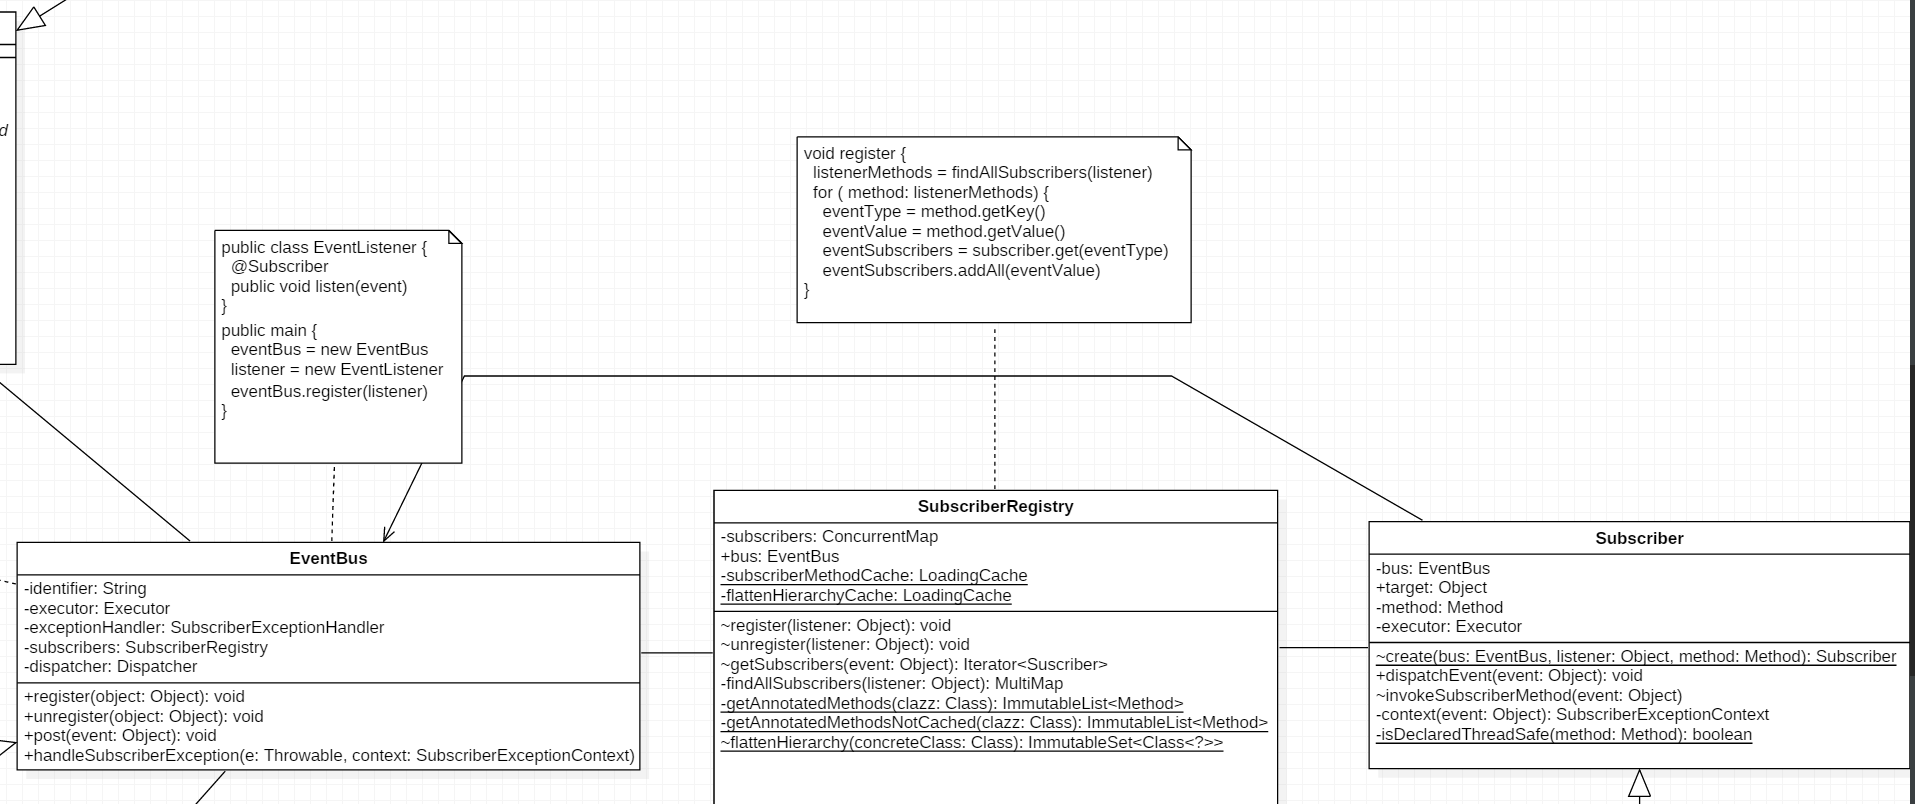 d
void register {
listenerMethods = findAllSubscribers(listener)
for ( method: listenerMethods) {
eventType = method.getKey()
eventValue = method.getValue()
eventSubscribers = subscriber.get(eventType)
eventSubscribers.addAll(eventValue)
}
public class EventListener {
@Subscriber
public void listen(event)
}
public main {
eventBus = new EventBus
listener = new EventListener
eventBus.register(listener)
}
EventBus
-identifier: String
-executor: Executor
-exceptionHandler: SubscriberExceptionHandler
-subscribers: SubscriberRegistry
-dispatcher: Dispatcher
+register(object: Object): void
+unregister(object: Object): void
+post(event: Object): void
+handleSubscriberException(e: Throwable, context: SubscriberExceptionContext)
SubscriberRegistry
-subscribers: ConcurrentMap
+bus: EventBus
-subscriberMethodCache: LoadingCache
-flattenHierarchyCache: LoadingCache
~register(listener: Object): void
~unregister(listener: Object): void
~getSubscribers(event: Object): Iterator<Suscriber>
-findAllSubscribers(listener: Object): MultiMap
-getAnnotatedMethods(clazz: Class): ImmutableList<Method>
-getAnnotatedMethodsNotCached(clazz: Class): ImmutableList<Method>
~flattenHierarchy(concreteClass: Class): ImmutableSet<Class<?>>
Subscriber
-bus: EventBus
+target: Object
-method: Method
-executor: Executor
~create(bus: EventBus, listener: Object, method: Method): Subscriber
+dispatchEvent(event: Object): void
~invokeSubscriberMethod(event: Object)
-context(event: Object): SubscriberExceptionContext
-isDeclaredThreadSafe(method: Method): boolean